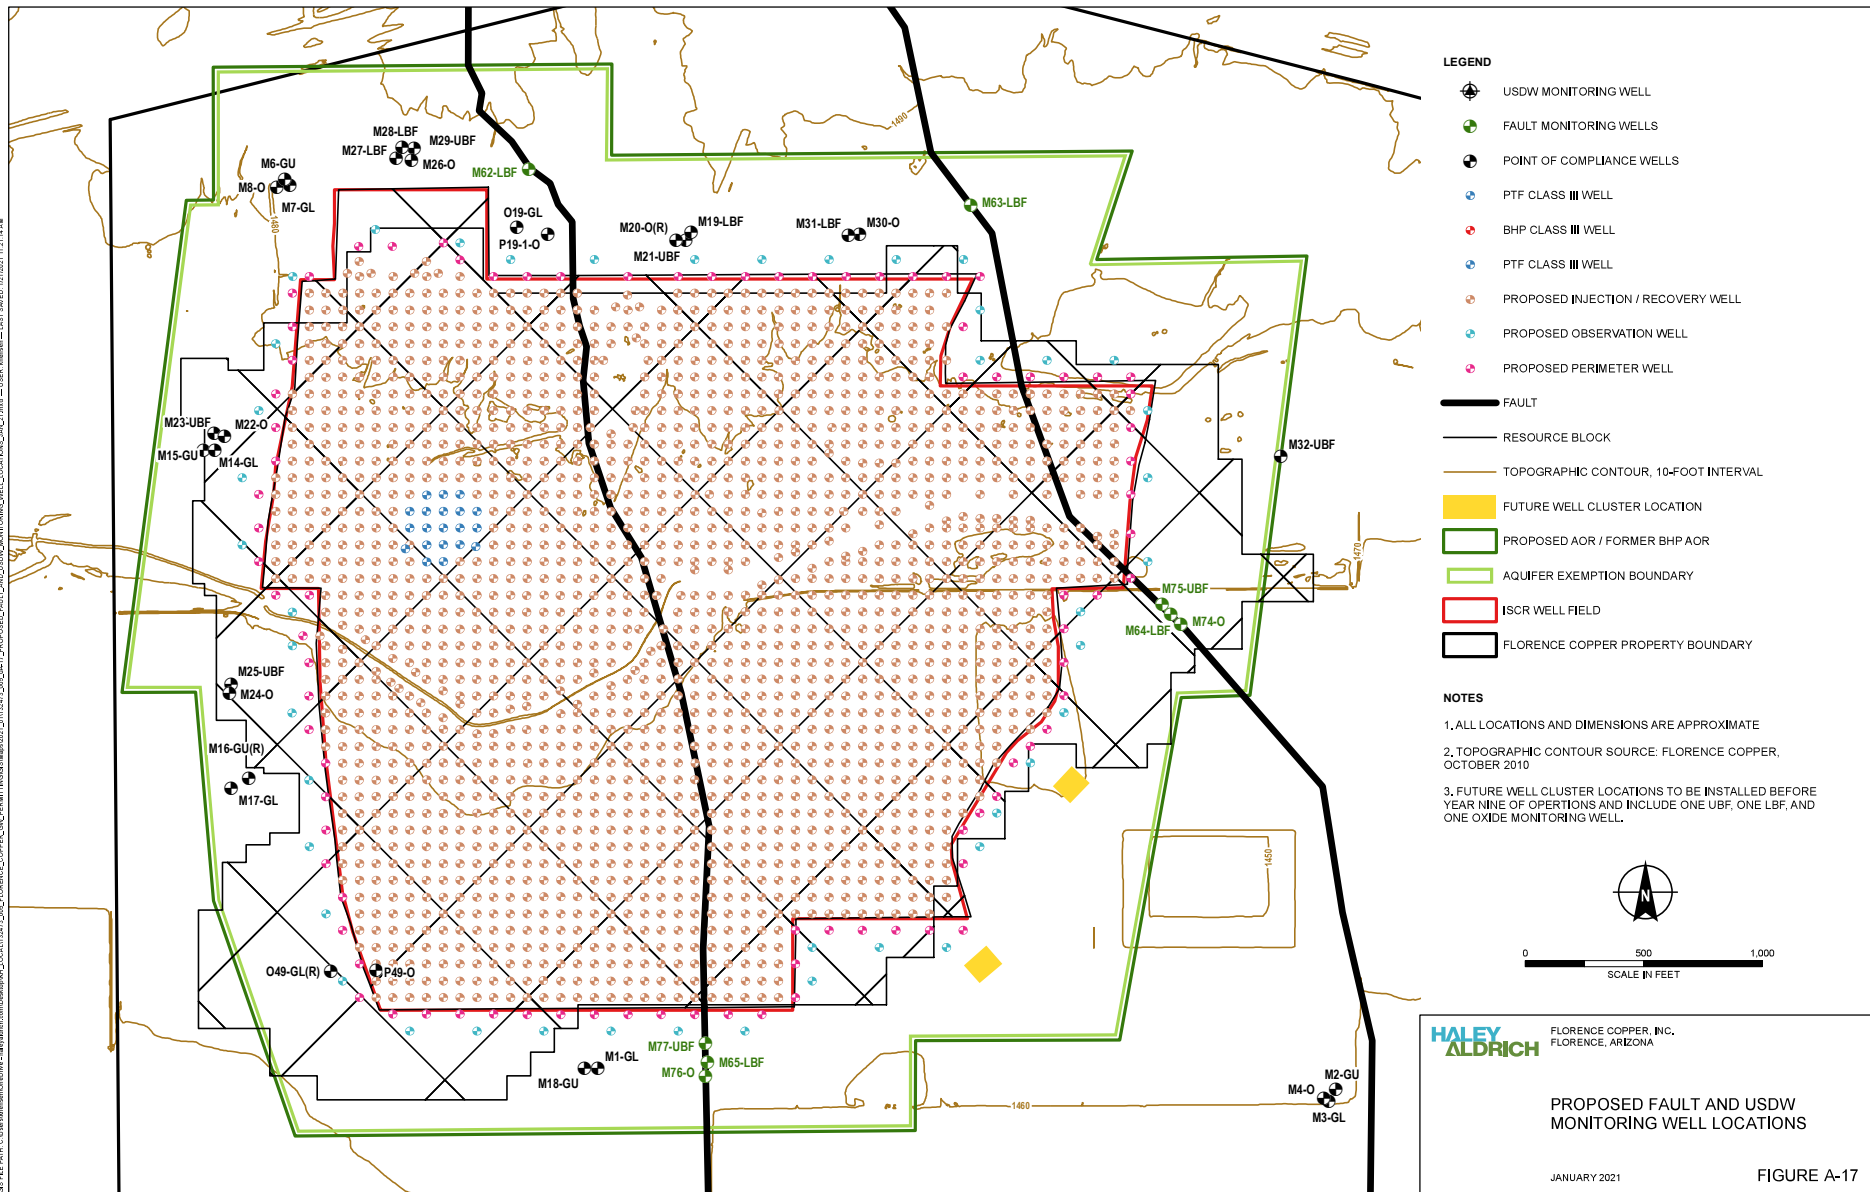 M28-LBF
M29-UBF
M27-LBF
M26-O
M6-GU
M8-O
M7-GL
1480
M62-LBF
O19-GL
P19-1-O
M20-O(R)
M19-LBF
M21-UBF
M31-LBF
M30-O
1490
M63-LBF
M23-UBF
M22-O
M15-GU
M14-GL
M32-UBF
1470
M75-UBF
M64-LBF
M74-O
M25-UBF
M24-O
M16-GU(R)
M17-GL
1450
O49-GL(R)
P49-O
M77-UBF
M65-LBF
M76-O
M1-GL
M18-GU
1460
M2-GU
M4-O
M3-GL
LEGEND
USDW MONITORING WELL
FAULT MONITORING WELLS
POINT OF COMPLIANCE WELLS
PTF CLASS III WELL
BHP CLASS III WELL
PTF CLASS III WELL
PROPOSED INJECTION / RECOVERY WELL
PROPOSED OBSERVATION WELL
PROPOSED PERIMETER WELL
FAULT
RESOURCE BLOCK
TOPOGRAPHIC CONTOUR, 10-FOOT INTERVAL
FUTURE WELL CLUSTER LOCATION
PROPOSED AOR / FORMER BHP AOR
AQUIFER EXEMPTION BOUNDARY
ISCR WELL FIELD
FLORENCE COPPER PROPERTY BOUNDARY
NOTES
1. ALL LOCATIONS AND DIMENSIONS ARE APPROXIMATE
2. TOPOGRAPHIC CONTOUR SOURCE: FLORENCE COPPER,
OCTOBER 2010
3. FUTURE WELL CLUSTER LOCATIONS TO BE INSTALLED BEFORE
YEAR NINE OF OPERTIONS AND INCLUDE ONE UBF, ONE LBF, AND
ONE OXIDE MONITORING WELL.
N
0 500 1,000
SCALE IN FEET
HALEY
ALDRICH
FLORENCE COPPER, INC.
FLORENCE, ARIZONA
PROPOSED FAULT AND USDW
MONITORING WELL LOCATIONS
JANUARY 2021
FIGURE A-17